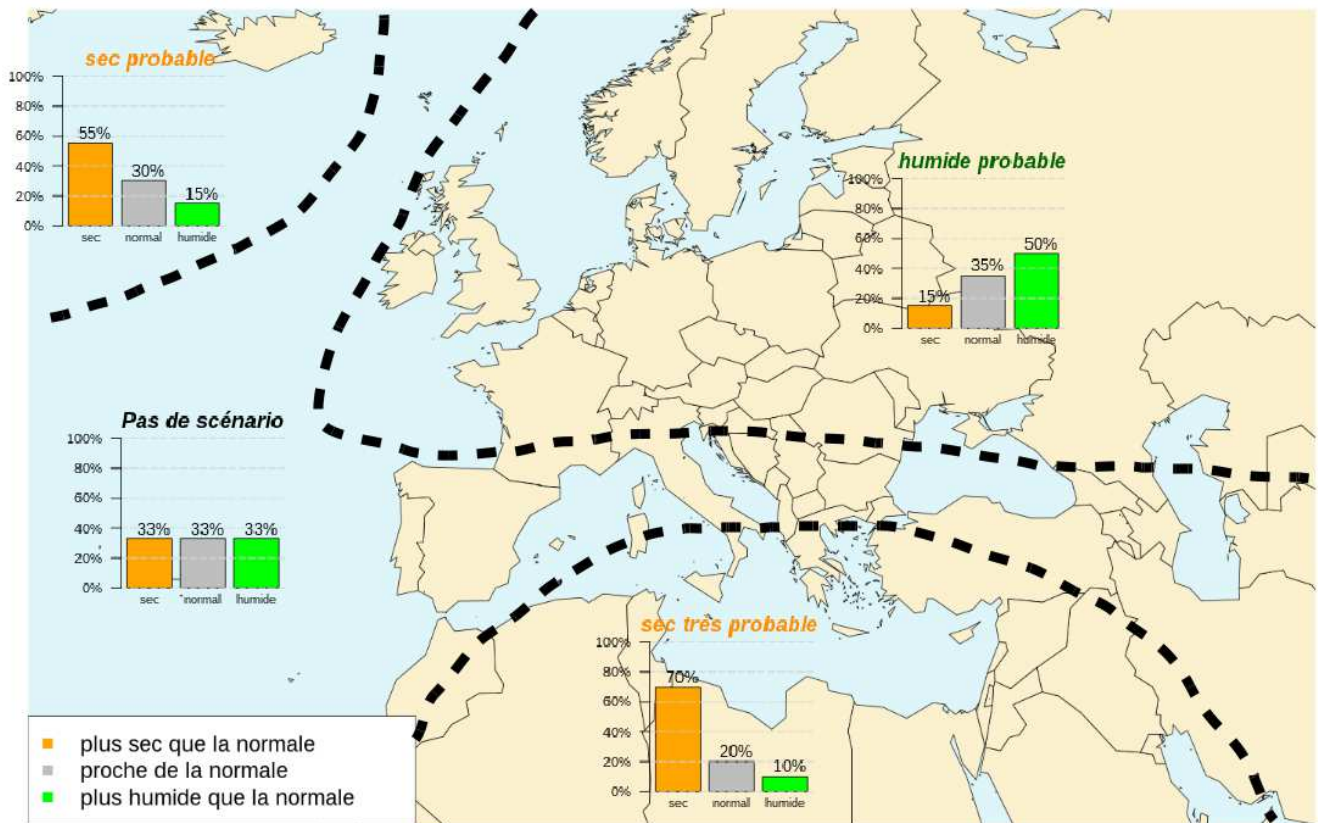 sec probable
100%
80%
60%
40%
20%
0%
55%
30%
15%
sec
normal
humide
humide probable
100%
80%
60%
40%
20%
0%
15%
35%
50%
sec
normal
humide
Pas de scénario
100%
80%
60%
40%
20%
0%
33%
33%
33%
sec
normal
humide
sec très probable
100%
80%
60%
40%
20%
0%
70%
20%
10%
sec
normal
humide
plus sec que la normale
proche de la normale
plus humide que la normale